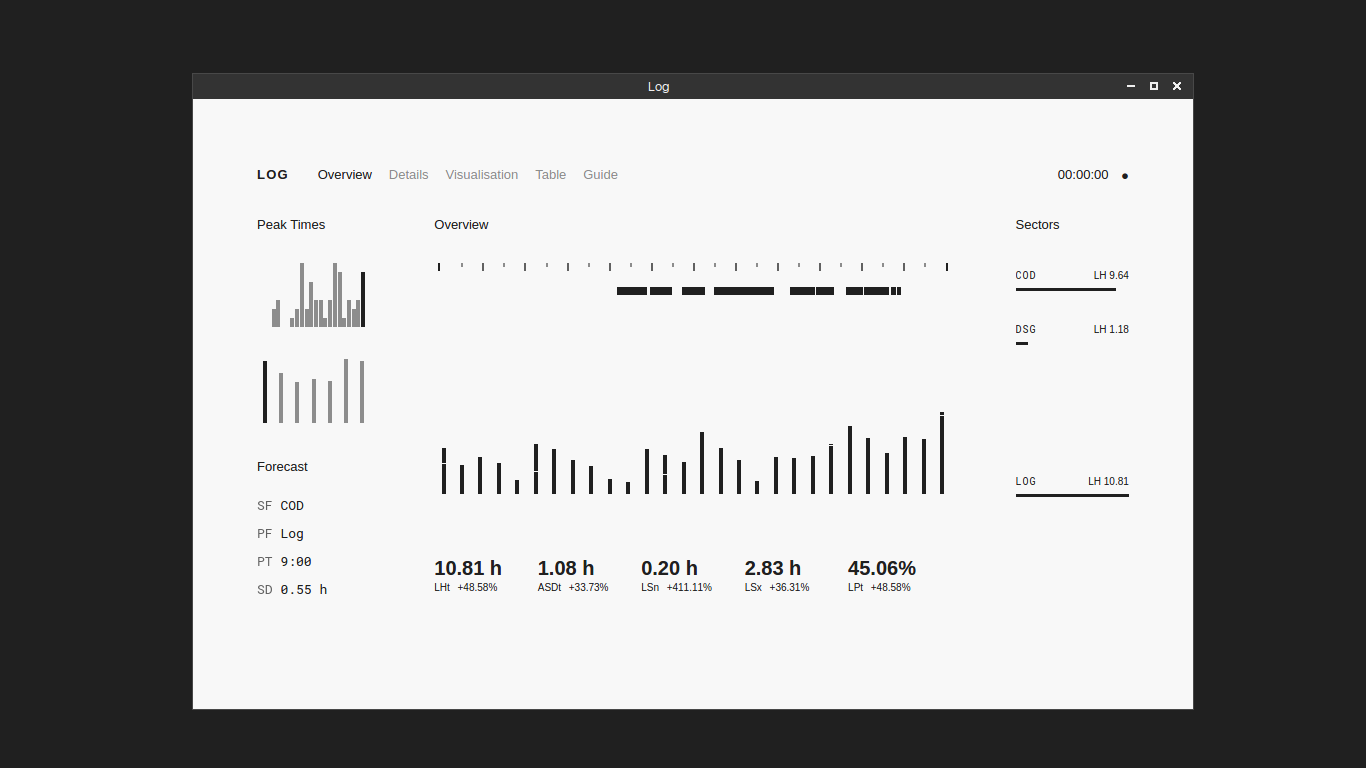 Log
LOG Overview Details Visualisation Table Guide 00:00:00
Peak Times
Overview
Sectors
COD LH 9.64
DSG LH 1.18
LOG LH 10.81
Forecast
SF COD
PF Log
PT 9:00
SD 0.55 h
10.81 h 1.08 h 0.20 h 2.83 h 45.06%
LHt +48.58% ASDt +33.73% LSn +411.11% LSx +36.31% LPt +48.58%